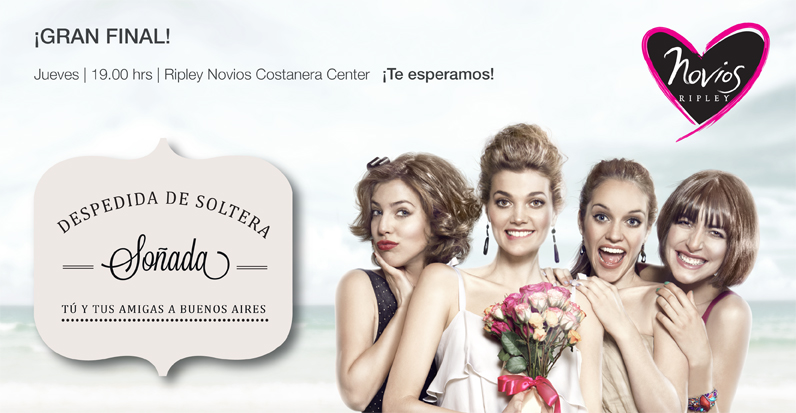 ¡GRAN FINAL!
Jueves | 19.00 hrs | Ripley Novios Costanera Center ¡Te esperamos!
Novios
RIPLEY
DESPEDIDA DE SOLTERA
Soñada
TÚ Y TUS AMIGAS A BUENOS AIRES